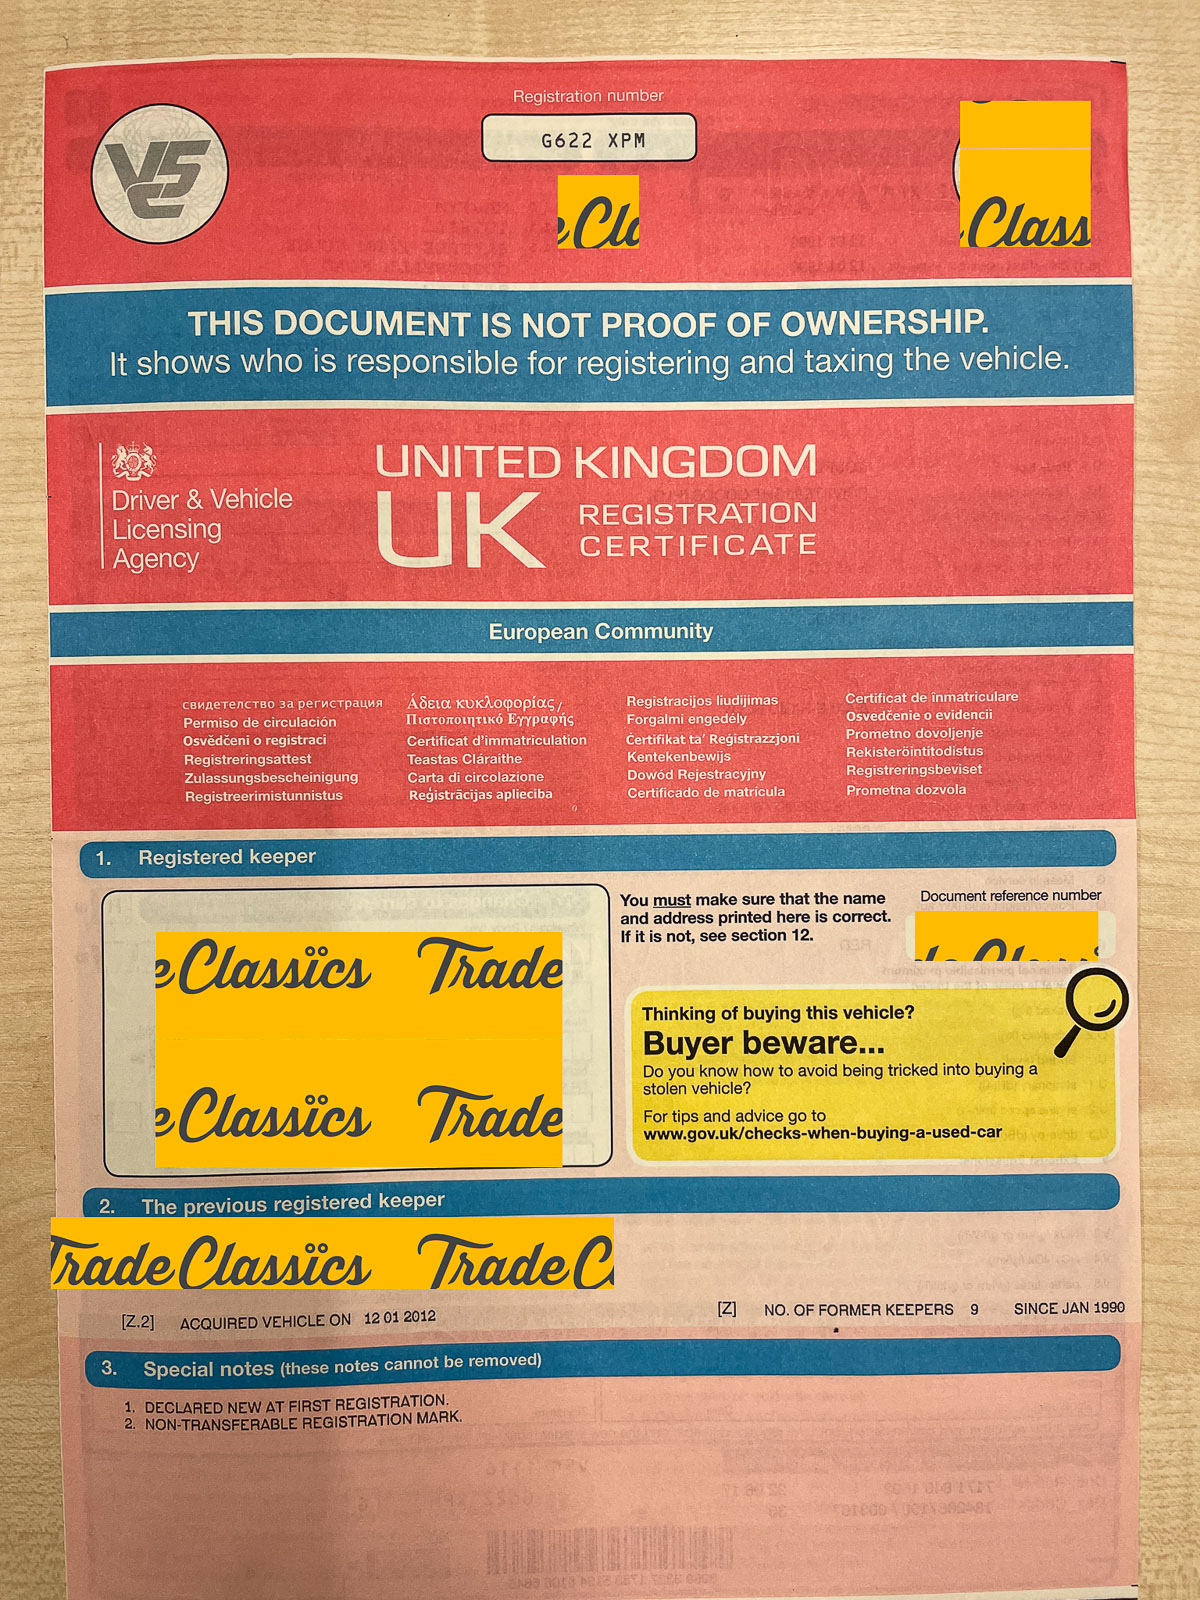 Registration number
G622 XPM
V5C
e Cla
Class
THIS DOCUMENT IS NOT PROOF OF OWNERSHIP.
It shows who is responsible for registering and taxing the vehicle.
Driver & Vehicle
Licensing
Agency
UNITED KINGDOM
UK REGISTRATION
CERTIFICATE
European Community
свидетелство за регистрация
Permiso de circulación
Osvědčeni o registraci
Registreringsattest
Zulassungsbescheinigung
Registreerimistunnistus
Άδεια κυκλοφορίας /
Πιστοποιητικό Εγγραφής
Certificat d'immatriculation
Teastas Cláraithe
Carta di circolazione
Reģistrācijas apliecība
Registracijos liudijimas
Forgalmi engedély
Ċertifikat ta' Reġistrazzjoni
Kentekenbewijs
Dowód Rejestracyjny
Certificado de matrícula
Certificat de înmatriculare
Osvedčenie o evidencii
Prometno dovoljenje
Rekisteröintitodistus
Registreringsbeviset
Prometna dozvola
1. Registered keeper
e Classics Trade
e Classics Trade
You must make sure that the name
and address printed here is correct.
If it is not, see section 12.
Document reference number
Thinking of buying this vehicle?
Buyer beware...
Do you know how to avoid being tricked into buying a
stolen vehicle?
For tips and advice go to
www.gov.uk/checks-when-buying-a-used-car
2. The previous registered keeper
Trade Classics Trade C
[Z.2] ACQUIRED VEHICLE ON 12 01 2012
[Z] NO. OF FORMER KEEPERS 9 SINCE JAN 1990
3. Special notes (these notes cannot be removed)
1. DECLARED NEW AT FIRST REGISTRATION.
2. NON-TRANSFERABLE REGISTRATION MARK.